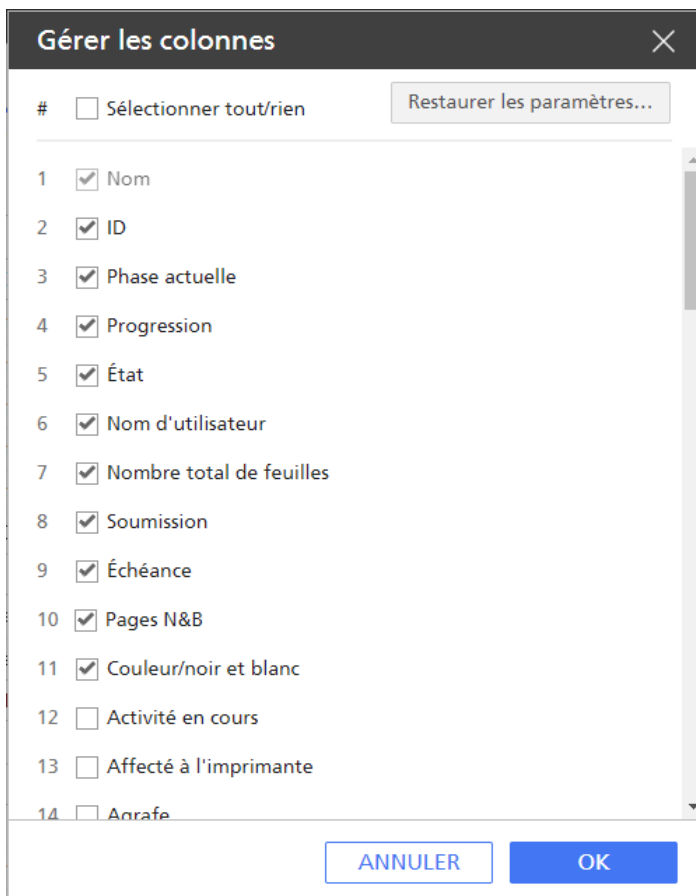 Gérer les colonnes
# Sélectionner tout/rien Restaurer les paramètres...
1 Nom
2 ID
3 Phase actuelle
4 Progression
5 État
6 Nom d'utilisateur
7 Nombre total de feuilles
8 Soumission
9 Échéance
10 Pages N&B
11 Couleur/noir et blanc
12 Activité en cours
13 Affecté à l'imprimante
14 Agrafe
ANNULER OK